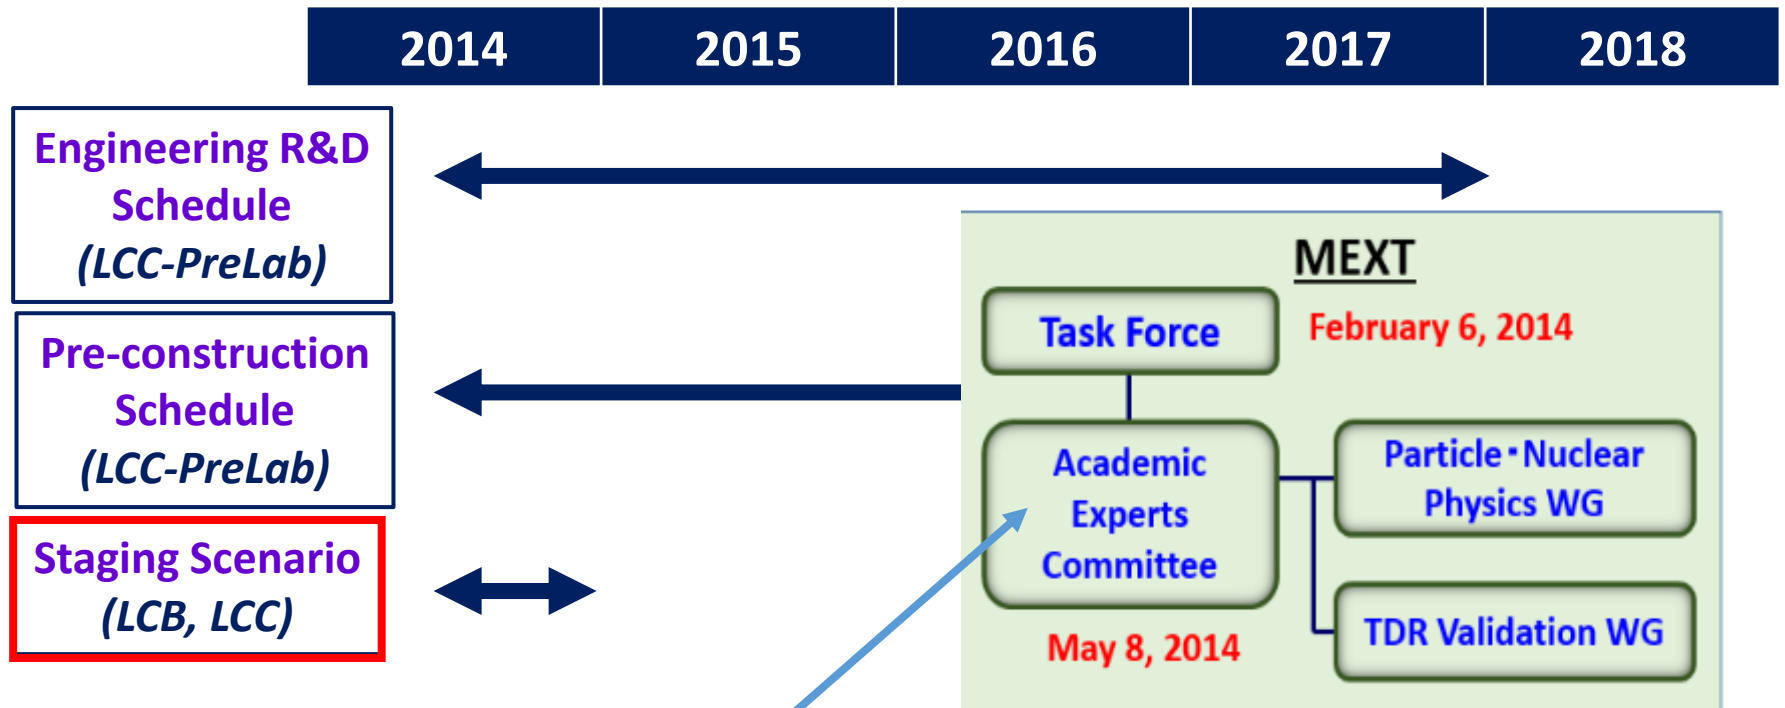 2014 2015 2016 2017 2018
Engineering R&D
Schedule
(LCC-PreLab)
Pre-construction
Schedule
(LCC-PreLab)
Staging Scenario
(LCB, LCC)
MEXT
Task Force
February 6, 2014
Academic
Experts
Committee
May 8, 2014
Particle・Nuclear
Physics WG
TDR Validation WG